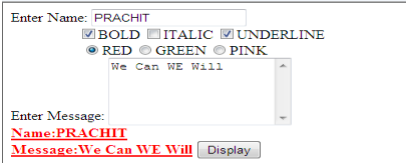 Enter Name: PRACHIT
BOLD ITALIC UNDERLINE
RED GREEN PINK
We Can WE Will
Enter Message:
Name:PRACHIT
Message:We Can WE Will Display